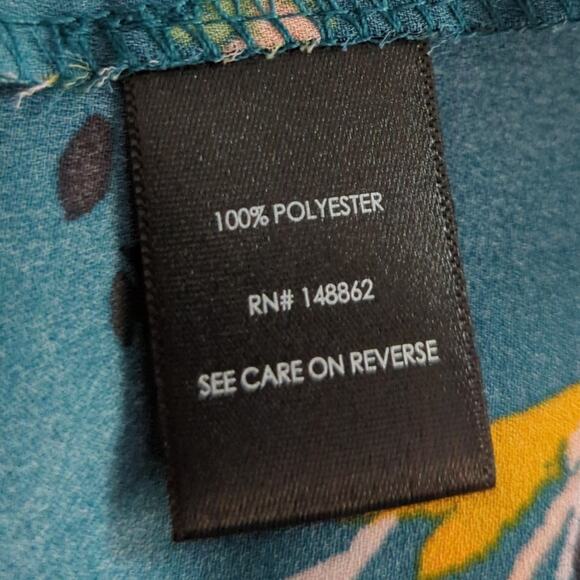 100% POLYESTER
RN# 148862
SEE CARE ON REVERSE